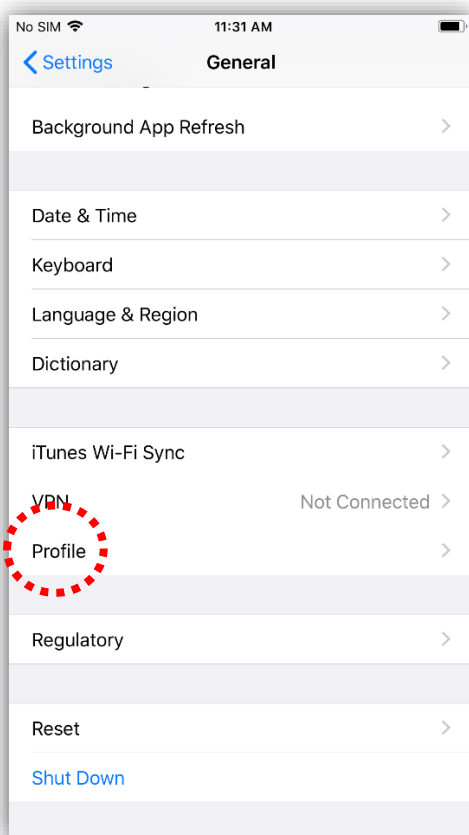 No SIM 11:31 AM
Settings General
Background App Refresh
Date & Time
Keyboard
Language & Region
Dictionary
iTunes Wi-Fi Sync
VPN Not Connected
Profile
Regulatory
Reset
Shut Down